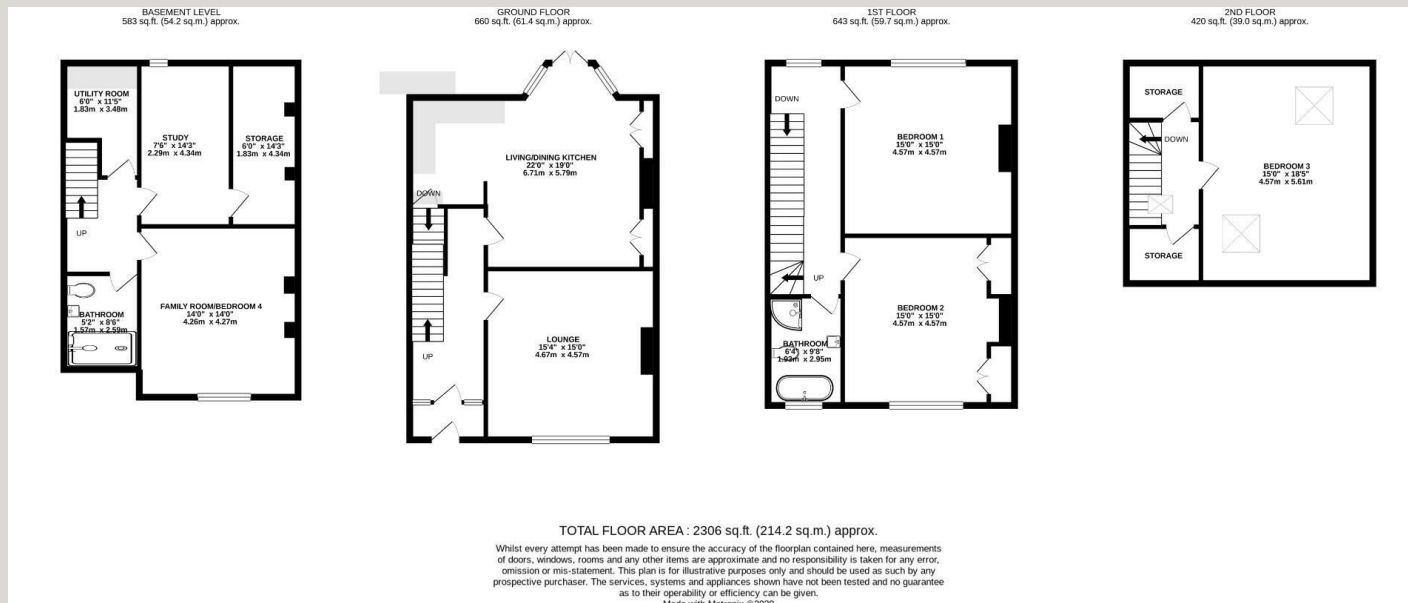 BASEMENT LEVEL
583 sq.ft. (54.2 sq.m.) approx.
UTILITY ROOM
6'0" x 11'5"
1.83m x 3.48m
STUDY
7'6" x 14'3"
2.29m x 4.34m
STORAGE
6'0" x 14'3"
1.83m x 4.34m
UP
FAMILY ROOM/BEDROOM 4
14'0" x 14'0"
4.26m x 4.27m
BATHROOM
5'2" x 8'6"
1.57m x 2.59m
GROUND FLOOR
660 sq.ft. (61.4 sq.m.) approx.
LIVING/DINING KITCHEN
22'0" x 19'0"
6.71m x 5.79m
DOWN
LOUNGE
15'4" x 15'0"
4.67m x 4.57m
UP
1ST FLOOR
643 sq.ft. (59.7 sq.m.) approx.
DOWN
BEDROOM 1
15'0" x 15'0"
4.57m x 4.57m
UP
BEDROOM 2
15'0" x 15'0"
4.57m x 4.57m
BATHROOM
6'4" x 9'8"
1.93m x 2.95m
2ND FLOOR
420 sq.ft. (39.0 sq.m.) approx.
STORAGE
DOWN
BEDROOM 3
15'0" x 18'5"
4.57m x 5.61m
STORAGE
TOTAL FLOOR AREA : 2306 sq.ft. (214.2 sq.m.) approx.
Whilst every attempt has been made to ensure the accuracy of the floorplan contained here, measurements
of doors, windows, rooms and any other items are approximate and no responsibility is taken for any error,
omission or mis-statement. This plan is for illustrative purposes only and should be used as such by any
prospective purchaser. The services, systems and appliances shown have not been tested and no guarantee
as to their operability or efficiency can be given.
Made with Metropix ©2020